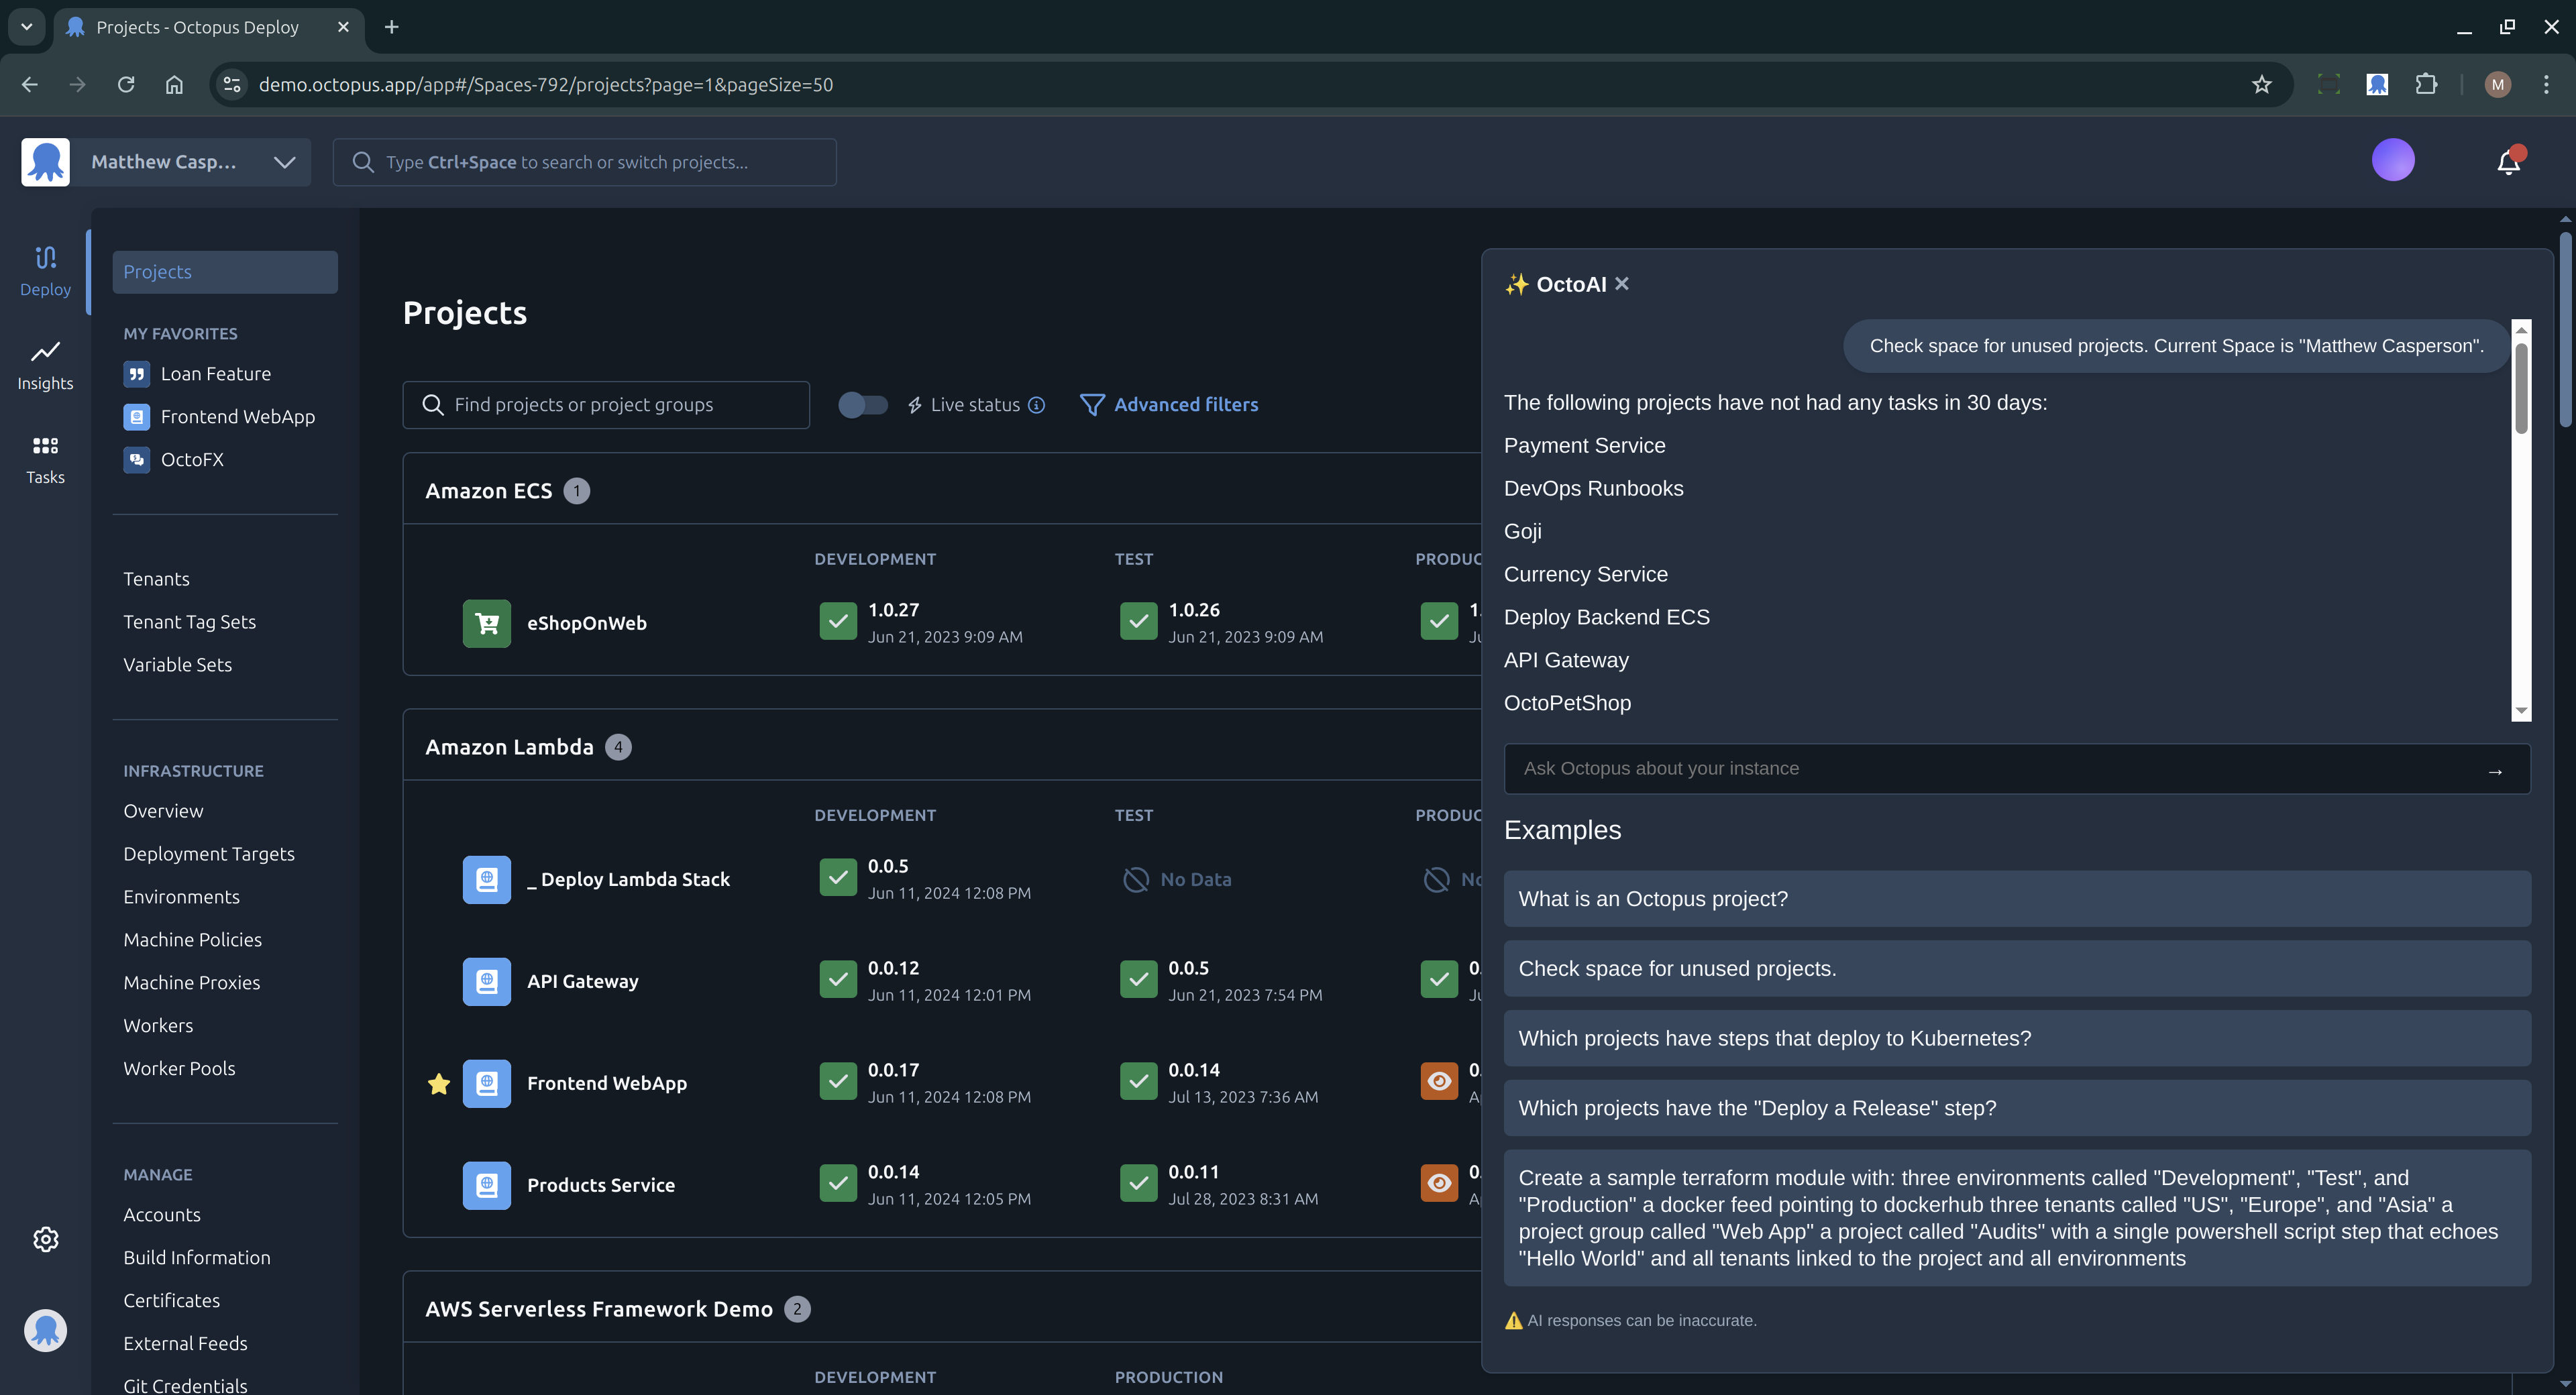 Projects - Octopus Deploy
demo.octopus.app/app#/Spaces-792/projects?page=1&pageSize=50
M
Matthew Casp...
Type Ctrl+Space to search or switch projects...
Deploy
Insights
Tasks
Projects
MY FAVORITES
Loan Feature
Frontend WebApp
OctoFX
Tenants
Tenant Tag Sets
Variable Sets
INFRASTRUCTURE
Overview
Deployment Targets
Environments
Machine Policies
Machine Proxies
Workers
Worker Pools
MANAGE
Accounts
Build Information
Certificates
External Feeds
Git Credentials
Projects
Find projects or project groups
Live status
Advanced filters
Amazon ECS 1
DEVELOPMENT TEST PRODUC
eShopOnWeb 1.0.27 1.0.26 1.
Jun 21, 2023 9:09 AM Jun 21, 2023 9:09 AM
Amazon Lambda 4
DEVELOPMENT TEST PRODUC
_ Deploy Lambda Stack 0.0.5 No Data No
Jun 11, 2024 12:08 PM
API Gateway 0.0.12 0.0.5 0.
Jun 11, 2024 12:01 PM Jun 21, 2023 7:54 PM
Frontend WebApp 0.0.17 0.0.14 0.
Jun 11, 2024 12:08 PM Jul 13, 2023 7:36 AM
Products Service 0.0.14 0.0.11 0.
Jun 11, 2024 12:05 PM Jul 28, 2023 8:31 AM
AWS Serverless Framework Demo 2
DEVELOPMENT PRODUCTION
✨ OctoAI ✕
Check space for unused projects. Current Space is "Matthew Casperson".
The following projects have not had any tasks in 30 days:
Payment Service
DevOps Runbooks
Goji
Currency Service
Deploy Backend ECS
API Gateway
OctoPetShop
Ask Octopus about your instance →
Examples
What is an Octopus project?
Check space for unused projects.
Which projects have steps that deploy to Kubernetes?
Which projects have the "Deploy a Release" step?
Create a sample terraform module with: three environments called "Development", "Test", and
"Production" a docker feed pointing to dockerhub three tenants called "US", "Europe", and "Asia" a
project group called "Web App" a project called "Audits" with a single powershell script step that echoes
"Hello World" and all tenants linked to the project and all environments
⚠️ AI responses can be inaccurate.